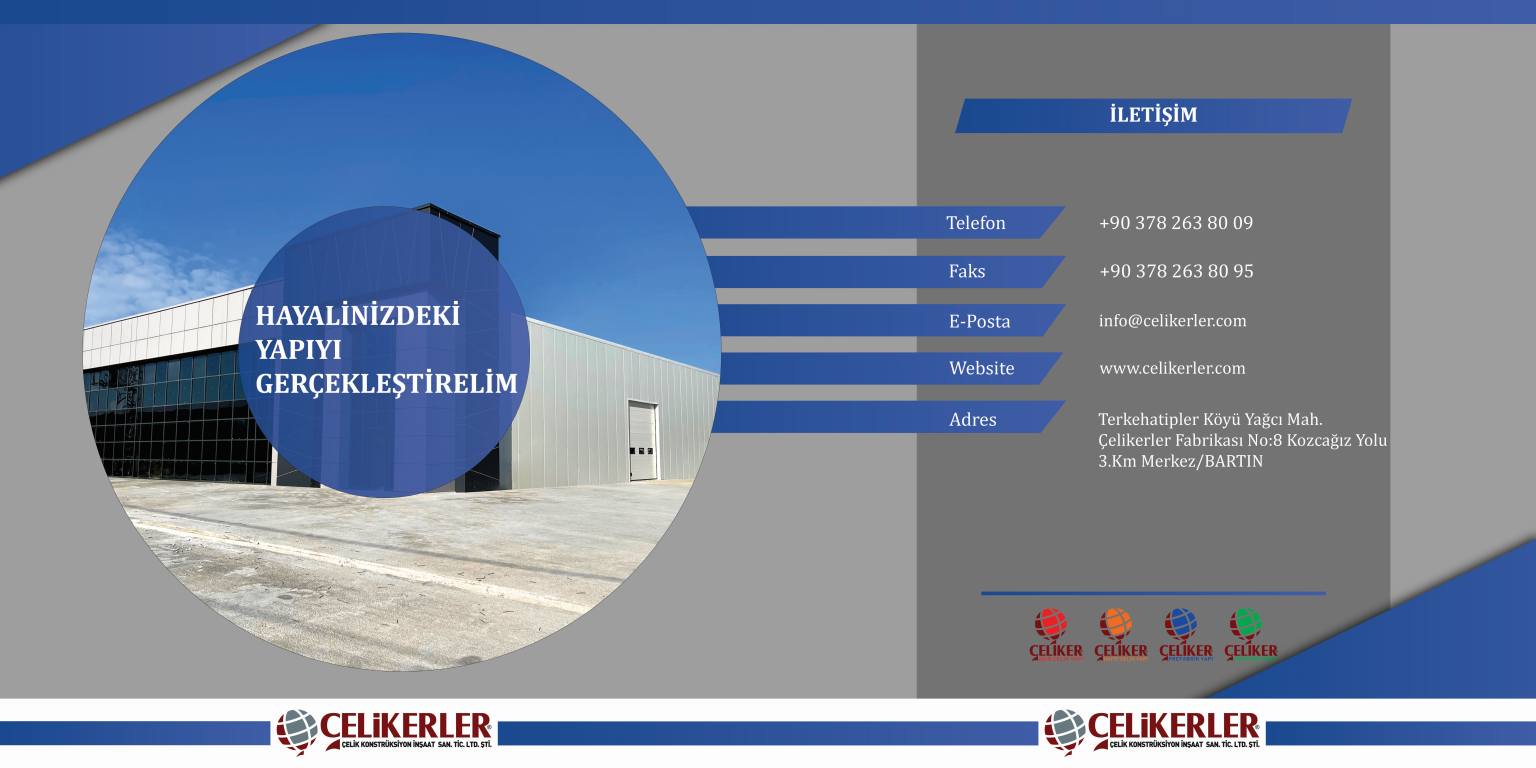 İLETİŞİM
Telefon
+90 378 263 80 09
Faks
+90 378 263 80 95
E-Posta
info@celikerler.com
Website
www.celikerler.com
Adres
Terkehatipler Köyü Yağcı Mah.
Çelikerler Fabrikası No:8 Kozcağız Yolu
3.Km Merkez/BARTIN
HAYALİNİZDEKİ
YAPIYI
GERÇEKLEŞTİRELİM
ÇELİKER
ÇELİKER
ÇELİKER
PREFABRİK YAPI
ÇELİKER
ÇELİKERLER®
ÇELİK KONSTRÜKSİYON İNŞAAT SAN. TİC. LTD. ŞTİ.
ÇELİKERLER®
ÇELİK KONSTRÜKSİYON İNŞAAT SAN. TİC. LTD. ŞTİ.